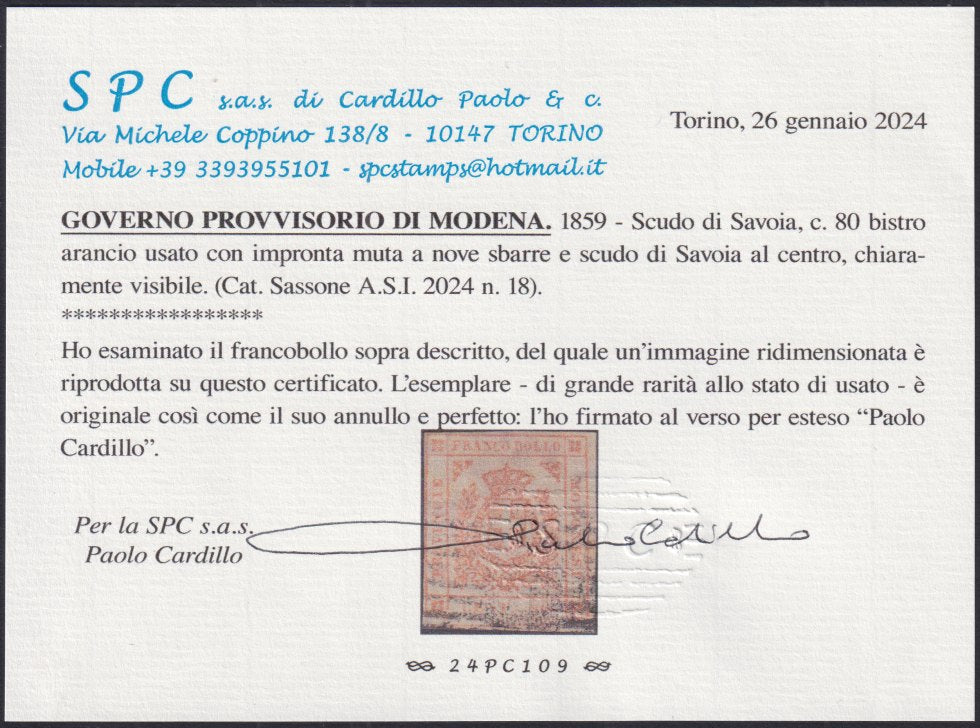 SPC s.a.s. di Cardillo Paolo & c.
Via Michele Coppino 138/8 - 10147 TORINO
Mobile +39 3393955101 - spcstamps@hotmail.it
Torino, 26 gennaio 2024
GOVERNO PROVVISORIO DI MODENA. 1859 - Scudo di Savoia, c. 80 bistro
arancio usato con impronta muta a nove sbarre e scudo di Savoia al centro, chiara-
mente visibile. (Cat. Sassone A.S.I. 2024 n. 18).
*****************
Ho esaminato il francobollo sopra descritto, del quale un’immagine ridimensionata è
riprodotta su questo certificato. L’esemplare - di grande rarità allo stato di usato - è
originale così come il suo annullo e perfetto: l’ho firmato al verso per esteso “Paolo
Cardillo”.
FRANCO BOLLO
Per la SPC s.a.s.
Paolo Cardillo
24PC109